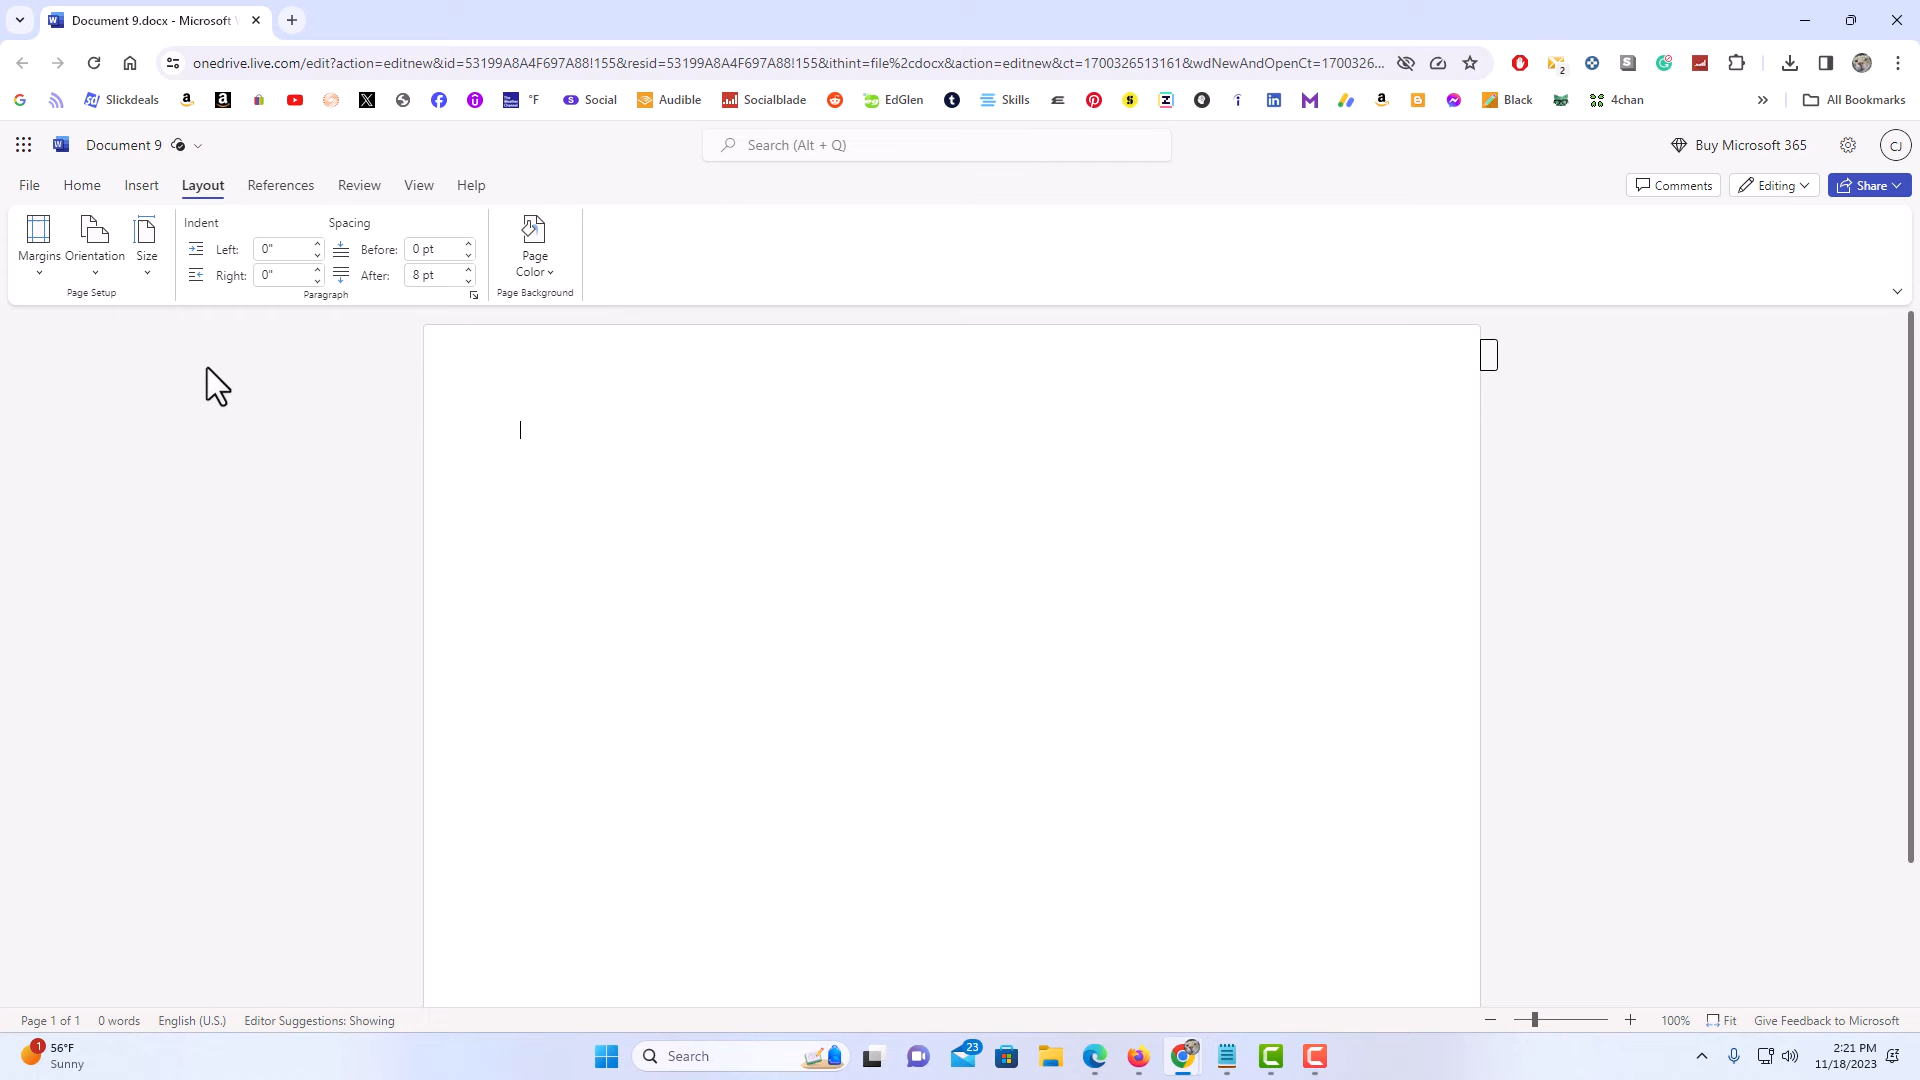 Document 9.docx - Microsoft
onedrive.live.com/edit?action=editnew&id=53199A8A4F697A88!155&resid=53199A8A4F697A88!155&ithint=file%2cdocx&action=editnew&ct=1700326513161&wdNewAndOpenCt=1700326...
2
Slickdeals
°F
Social
Audible
Socialblade
EdGlen
Skills
Black
4chan
All Bookmarks
Document 9
Search (Alt + Q)
Buy Microsoft 365
CJ
File Home Insert Layout References Review View Help
Comments Editing Share
Margins Orientation Size
Page Setup
Indent Spacing
Left: 0" Before: 0 pt
Right: 0" After: 8 pt
Paragraph
Page
Color
Page Background
Page 1 of 1 0 words English (U.S.) Editor Suggestions: Showing
100% Fit Give Feedback to Microsoft
1
56°F
Sunny
Search
23
2:21 PM
11/18/2023